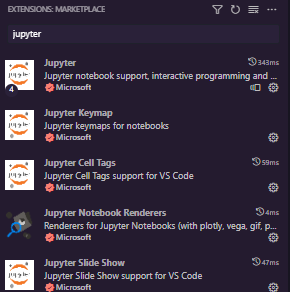 EXTENSIONS: MARKETPLACE
jupyter
Jupyter 343ms
Jupyter notebook support, interactive programming and ...
4 Microsoft
Jupyter Keymap
Jupyter keymaps for notebooks
Microsoft
Jupyter Cell Tags 59ms
Jupyter Cell Tags support for VS Code
Microsoft
Jupyter Notebook Renderers 4ms
Renderers for Jupyter Notebooks (with plotly, vega, gif, p...
Microsoft
Jupyter Slide Show 47ms
Jupyter Slide Show support for VS Code
Microsoft